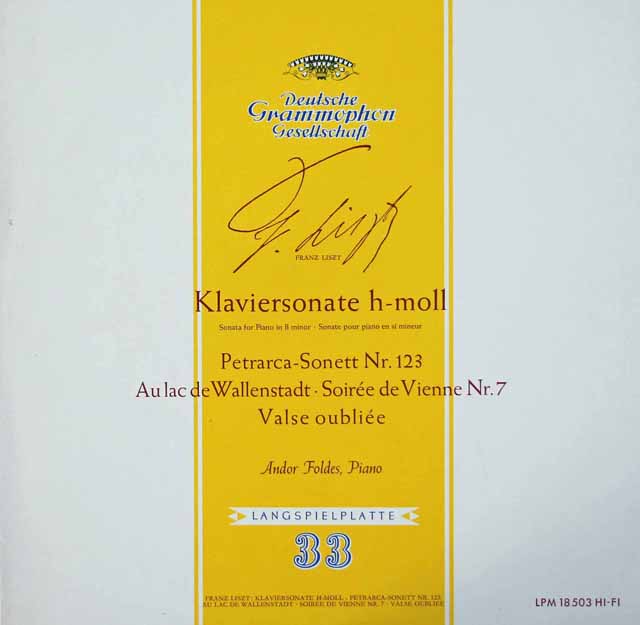 Deutsche
Grammophon
Gesellschaft
F. Liszt
FRANZ LISZT
Klaviersonate h-moll
Sonata for Piano in B minor · Sonate pour piano en si mineur
Petrarca-Sonett Nr. 123
Au lac de Wallenstadt · Soirée de Vienne Nr. 7
Valse oubliée
Andor Foldes, Piano
LANGSPIELPLATTE
33
FRANZ LISZT: KLAVIERSONATE H-MOLL · PETRARCA-SONETT NR. 123
AU LAC DE WALLENSTADT · SOIREE DE VIENNE NR. 7 · VALSE OUBLIÉE
LPM 18503 HI-FI